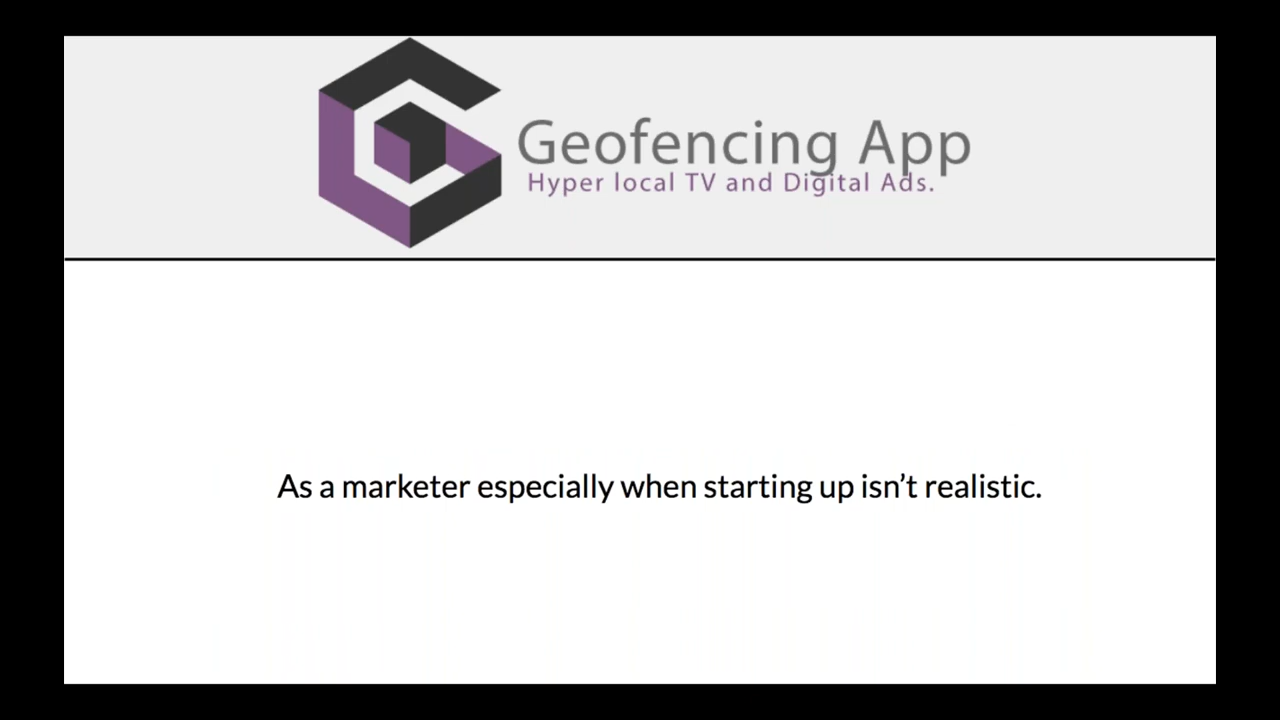 Geofencing App
Hyper local TV and Digital Ads.
As a marketer especially when starting up isn’t realistic.